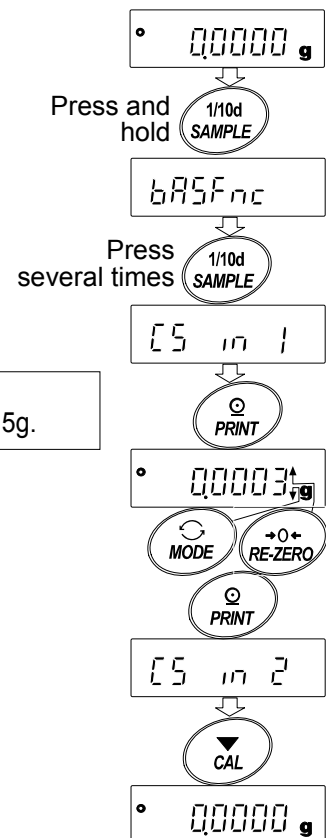 0.0000 g
Press and
hold
1/10d
SAMPLE
bASFnc
Press
several times
1/10d
SAMPLE
CS in 1
PRINT
5g.
0.0003 g
MODE
→0← RE-ZERO
PRINT
CS in 2
CAL
0.0000 g